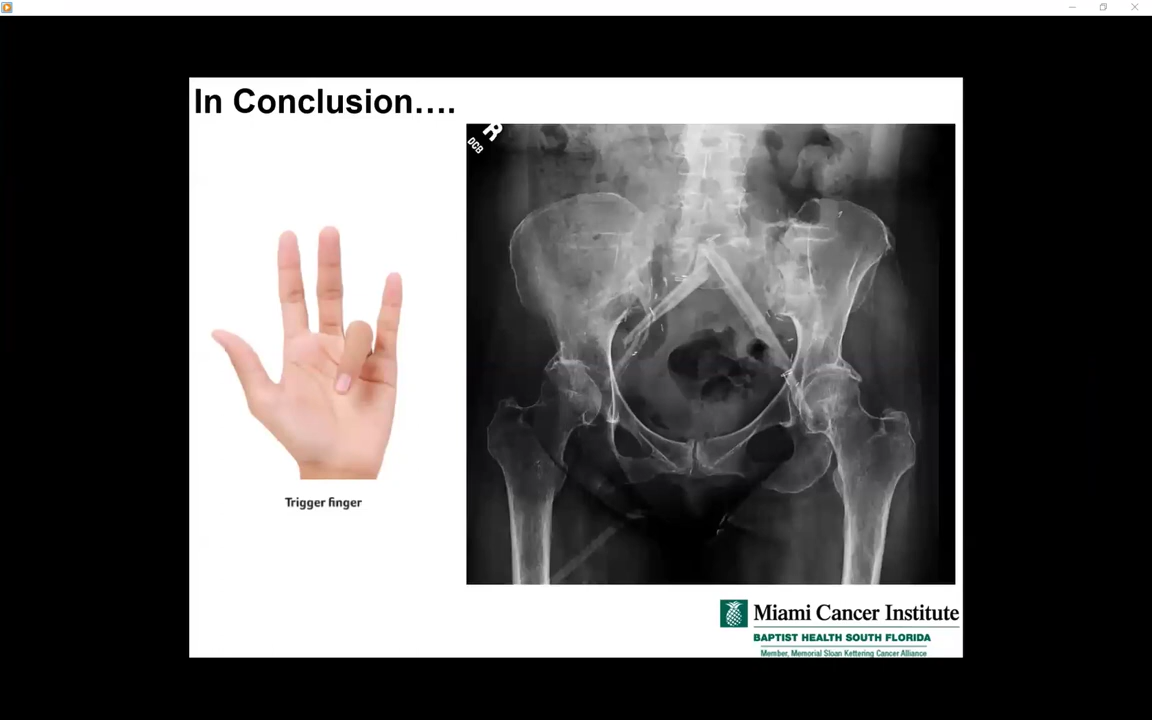 In Conclusion....
R
DCB
Trigger finger
Miami Cancer Institute
BAPTIST HEALTH SOUTH FLORIDA
Member, Memorial Sloan Kettering Cancer Alliance